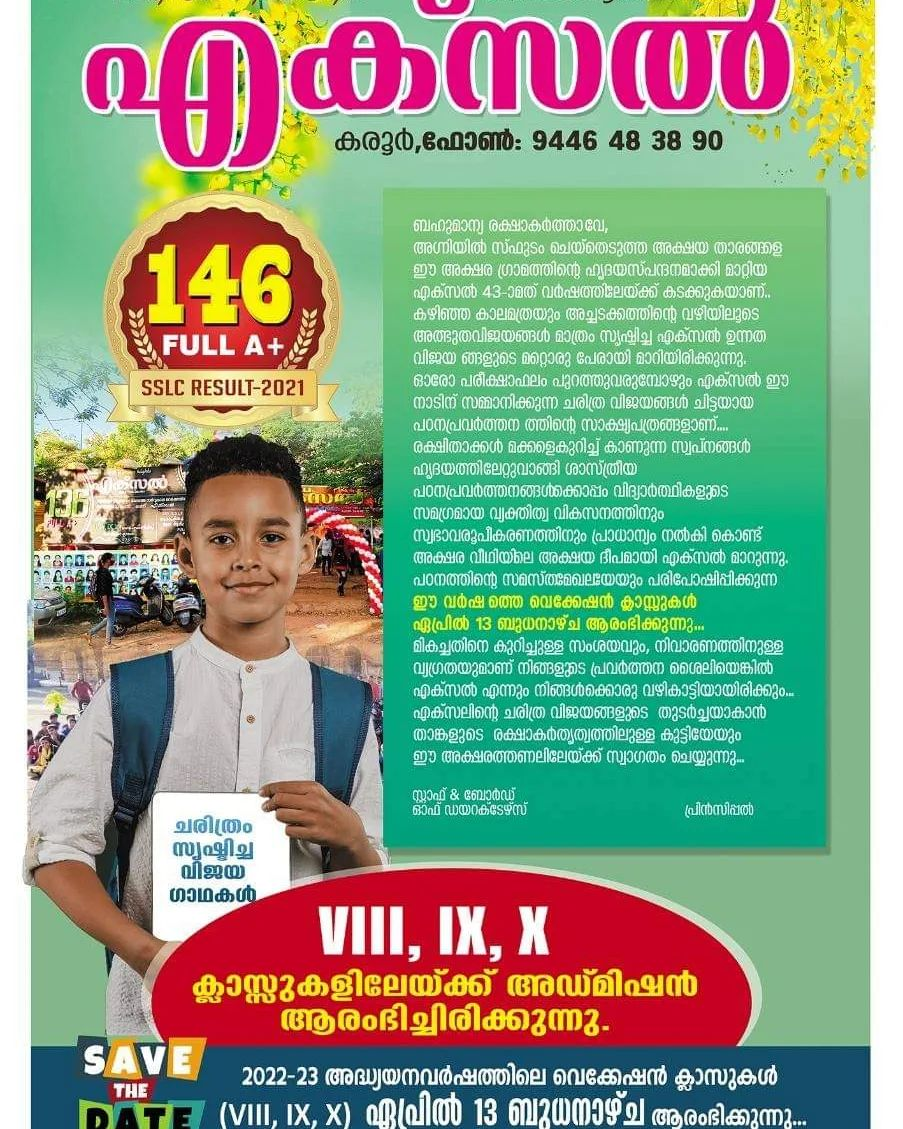 എക്സൽ
കരൂർ,ഫോൺ: 9446 48 38 90
146
FULL A+
SSLC RESULT-2021
ബഹുമാന്യ രക്ഷാകർത്താവേ,
അഗ്നിയിൽ സ്ഫുടം ചെയ്തെടുത്ത അക്ഷയ താരങ്ങളെ
ഈ അക്ഷര ഗ്രാമത്തിന്റെ ഹൃദയസ്പന്ദനമാക്കി മാറ്റിയ
എക്സൽ 43-ാമത് വർഷത്തിലേയ്ക്ക് കടക്കുകയാണ്..
കഴിഞ്ഞ കാലമത്രയും അച്ചടക്കത്തിന്റെ വഴിയിലൂടെ
അത്ഭുതവിജയങ്ങൾ മാത്രം സൃഷ്ടിച്ച എക്സൽ ഉന്നത
വിജയ ങ്ങളുടെ മറ്റൊരു പേരായി മാറിയിരിക്കുന്നു.
ഓരോ പരീക്ഷാഫലം പുറത്തുവരുമ്പോഴും എക്സൽ ഈ
നാടിന് സമ്മാനിക്കുന്ന ചരിത്ര വിജയങ്ങൾ ചിട്ടയായ
പഠനപ്രവർത്തന ത്തിന്റെ സാക്ഷ്യപത്രങ്ങളാണ്....
രക്ഷിതാക്കൾ മക്കളെകുറിച്ച് കാണുന്ന സ്വപ്നങ്ങൾ
ഹൃദയത്തിലേറ്റുവാങ്ങി ശാസ്ത്രീയ
പഠനപ്രവർത്തനങ്ങൾക്കൊപ്പം വിദ്യാർത്ഥികളുടെ
സമഗ്രമായ വ്യക്തിത്വ വികസനത്തിനും
സ്വഭാവരൂപീകരണത്തിനും പ്രാധാന്യം നൽകി കൊണ്ട്
അക്ഷര വീഥിയിലെ അക്ഷയ ദീപമായി എക്സൽ മാറുന്നു.
പഠനത്തിന്റെ സമസ്തമേഖലയേയും പരിപോഷിപ്പിക്കുന്ന
ഈ വർഷ ത്തെ വെക്കേഷൻ ക്ലാസ്സുകൾ
ഏപ്രിൽ 13 ബുധനാഴ്ച ആരംഭിക്കുന്നു...
മികച്ചതിനെ കുറിച്ചുള്ള സംശയവും, നിവാരണത്തിനുള്ള
വ്യഗ്രതയുമാണ് നിങ്ങളുടെ പ്രവർത്തന ശൈലിയെങ്കിൽ
എക്സൽ എന്നും നിങ്ങൾക്കൊരു വഴികാട്ടിയായിരിക്കും...
എക്സലിന്റെ ചരിത്ര വിജയങ്ങളുടെ തുടർച്ചയാകാൻ
താങ്കളുടെ രക്ഷാകർതൃത്വത്തിലുള്ള കുട്ടിയേയും
ഈ അക്ഷരത്തണലിലേയ്ക്ക് സ്വാഗതം ചെയ്യുന്നു...
സ്റ്റാഫ് & ബോർഡ്
ഓഫ് ഡയറക്ടേഴ്സ് പ്രിൻസിപ്പൽ
135
എക്സൽ
ചരിത്രം
സൃഷ്ടിച്ച
വിജയ
ഗാഥകൾ
VIII, IX, X
ക്ലാസ്സുകളിലേയ്ക്ക് അഡ്മിഷൻ
ആരംഭിച്ചിരിക്കുന്നു.
SAVE
THE
DATE
2022-23 അദ്ധ്യയനവർഷത്തിലെ വെക്കേഷൻ ക്ലാസുകൾ
(VIII, IX, X) ഏപ്രിൽ 13 ബുധനാഴ്ച ആരംഭിക്കുന്നു...